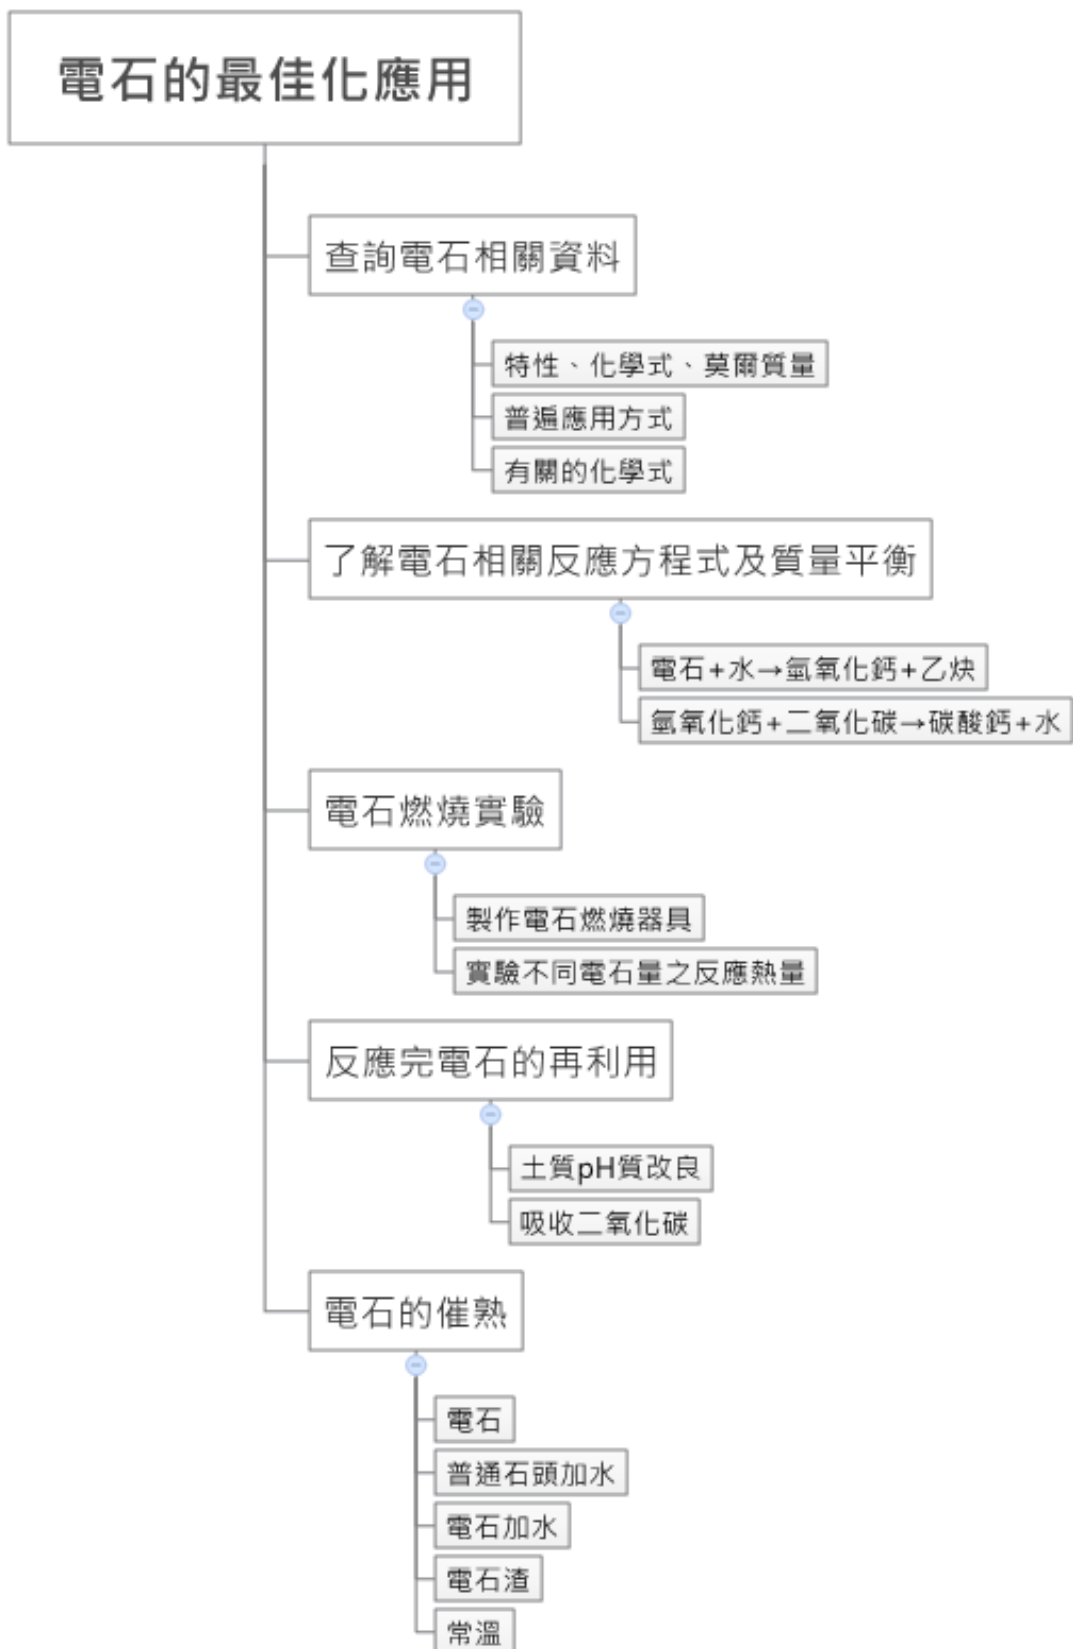 電石的最佳化應用
查詢電石相關資料
特性、化學式、莫爾質量
普遍應用方式
有關的化學式
了解電石相關反應方程式及質量平衡
電石+水→氫氧化鈣+乙炔
氫氧化鈣+二氧化碳→碳酸鈣+水
電石燃燒實驗
製作電石燃燒器具
實驗不同電石量之反應熱量
反應完電石的再利用
土質pH質改良
吸收二氧化碳
電石的催熟
電石
普通石頭加水
電石加水
電石渣
常溫